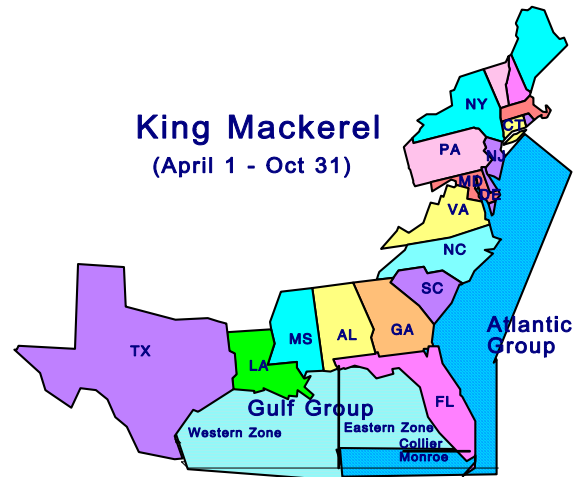 King Mackerel
(April 1 - Oct 31)
NY
CT
PA
NJ
MD
DE
VA
NC
SC
TX
LA
MS
AL
GA
Atlantic
Group
Gulf Group
FL
Western Zone
Eastern Zone
Collier
Monroe